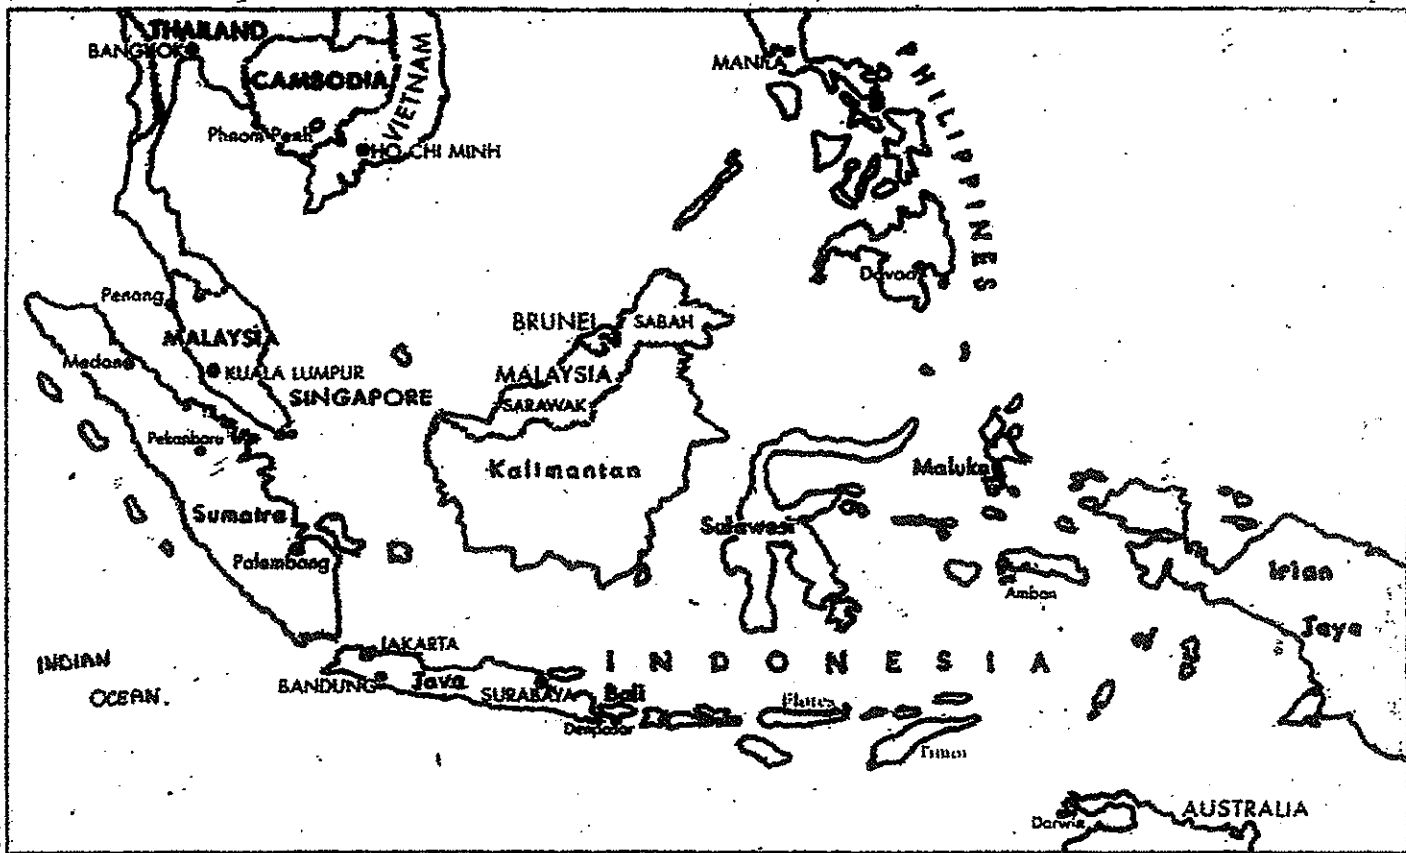 THAILAND
BANGKOK
CAMBODIA
VIETNAM
Phnom Penh
HO CHI MINH
MANILA
PHILIPPINES
Davao
Penang
MALAYSIA
Medan
KUALA LUMPUR
SINGAPORE
Pekanbaru
Sumatra
Palembang
BRUNEI
SABAH
MALAYSIA
SARAWAK
Kalimantan
Sulawesi
Maluku
Ambon
Irian
Jaya
INDIAN
OCEAN.
JAKARTA
BANDUNG
Java
SURABAYA
INDONESIA
Bali
Denpasar
Flores
Timor
Darwin
AUSTRALIA